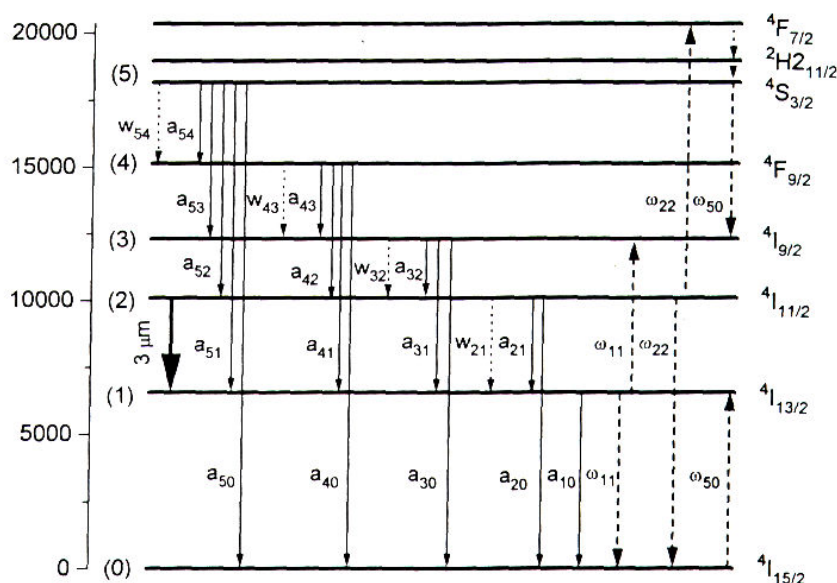 20000
⁴F₇/₂
²H2₁₁/₂
(5)
⁴S₃/₂
w₅₄ a₅₄
15000
(4)
⁴F₉/₂
a₅₃ w₄₃ a₄₃
ω₂₂ ω₅₀
(3)
⁴I₉/₂
a₅₂ a₄₂ w₃₂ a₃₂
10000
(2)
⁴I₁₁/₂
3 µm
a₅₁ a₄₁ a₃₁ w₂₁ a₂₁ ω₁₁ ω₂₂
(1)
⁴I₁₃/₂
5000
a₅₀ a₄₀ a₃₀ a₂₀ a₁₀ ω₁₁ ω₅₀
0
(0)
⁴I₁₅/₂